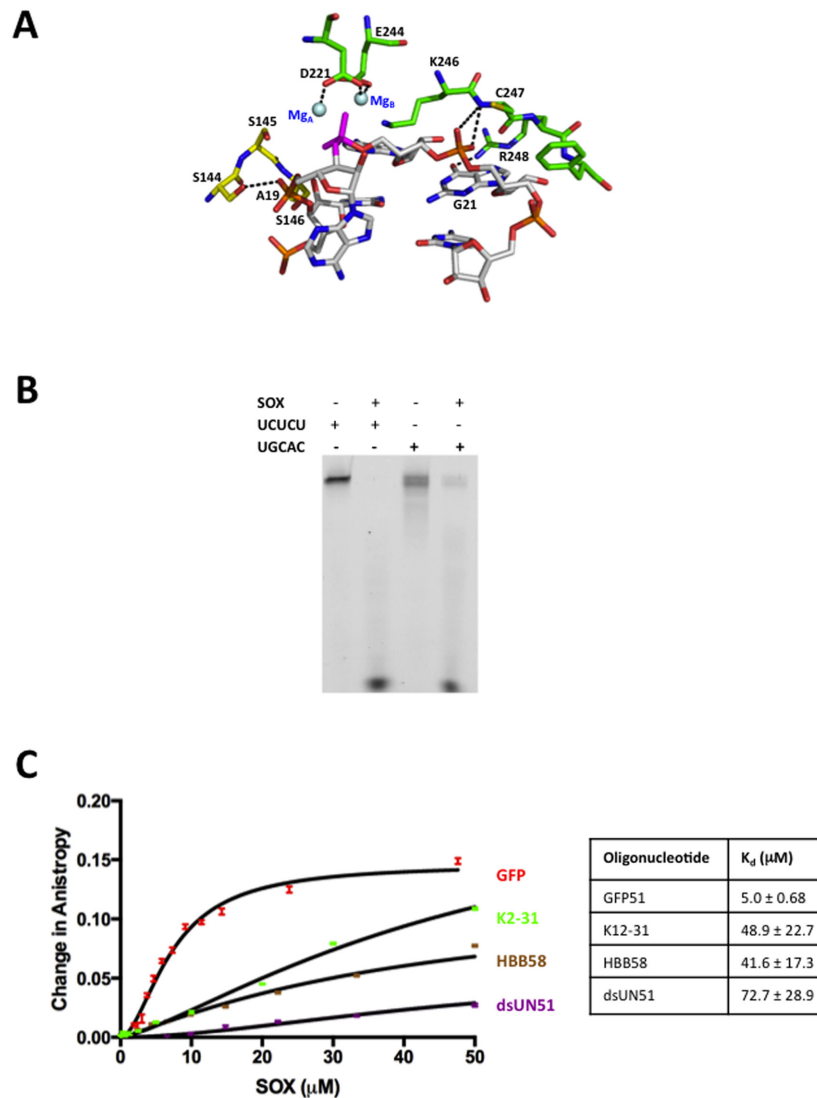 A
E244
D221
K246
C247
MgA
MgB
S145
R248
S144
A19
S146
G21
B
SOX - + - +
UCUCU + + - -
UGCAC - - + +
C
Change in Anistropy
0.20
0.15
0.10
0.05
0.00
0 10 20 30 40 50
SOX (μM)
GFP
K2-31
HBB58
dsUN51
Oligonucleotide Kd (μM)
GFP51 5.0 ± 0.68
K12-31 48.9 ± 22.7
HBB58 41.6 ± 17.3
dsUN51 72.7 ± 28.9